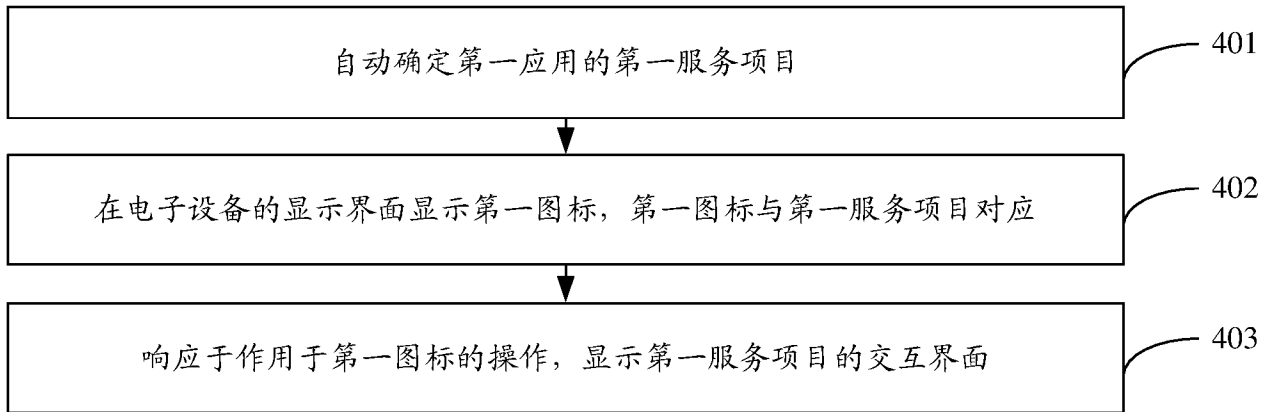 自动确定第一应用的第一服务项目
401
在电子设备的显示界面显示第一图标，第一图标与第一服务项目对应
402
响应于作用于第一图标的操作，显示第一服务项目的交互界面
403